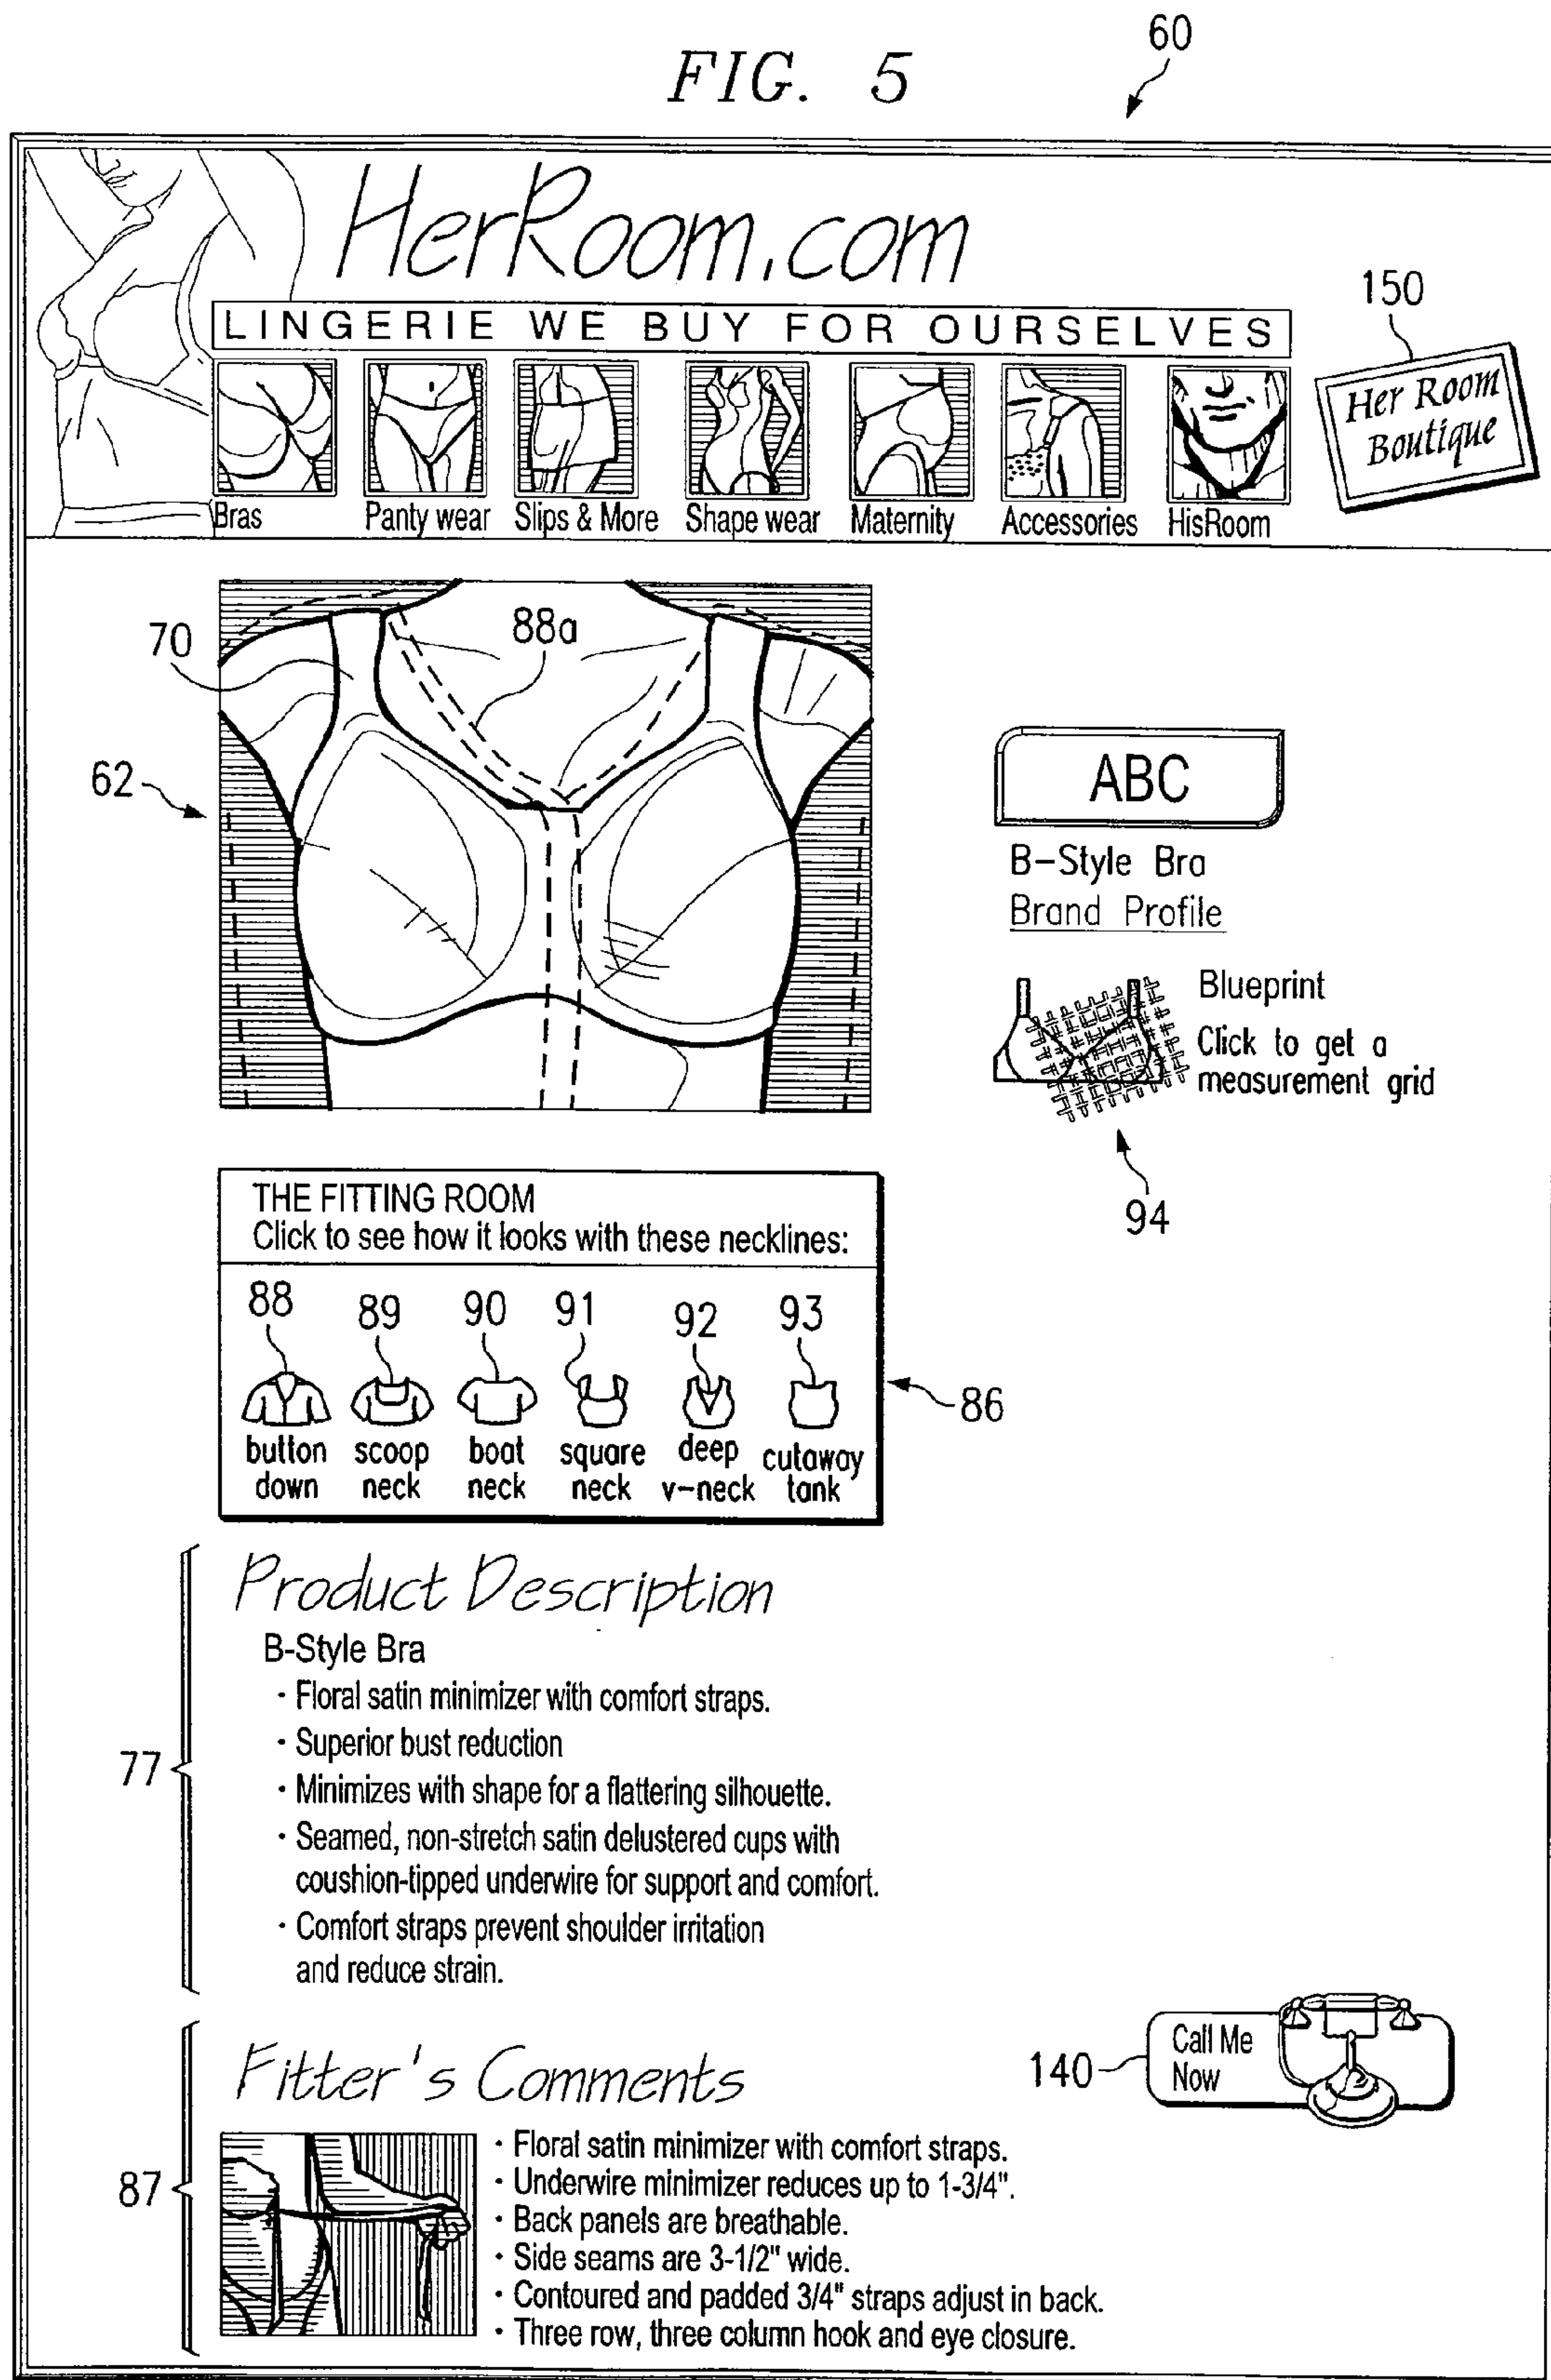 FIG. 5
60
HerRoom.com
LINGERIE WE BUY FOR OURSELVES
150
Her Room
Boutique
Bras
Panty wear
Slips & More
Shape wear
Maternity
Accessories
HisRoom
70
88a
62
ABC
B-Style Bra
Brand Profile
Blueprint
Click to get a
measurement grid
94
THE FITTING ROOM
Click to see how it looks with these necklines:
88
89
90
91
92
93
button
down
scoop
neck
boat
neck
square
neck
deep
v-neck
cutaway
tank
86
Product Description
B-Style Bra
· Floral satin minimizer with comfort straps.
· Superior bust reduction
· Minimizes with shape for a flattering silhouette.
· Seamed, non-stretch satin delustered cups with
coushion-tipped underwire for support and comfort.
· Comfort straps prevent shoulder irritation
and reduce strain.
77
Fitter's Comments
140
Call Me
Now
87
· Floral satin minimizer with comfort straps.
· Underwire minimizer reduces up to 1-3/4".
· Back panels are breathable.
· Side seams are 3-1/2" wide.
· Contoured and padded 3/4" straps adjust in back.
· Three row, three column hook and eye closure.